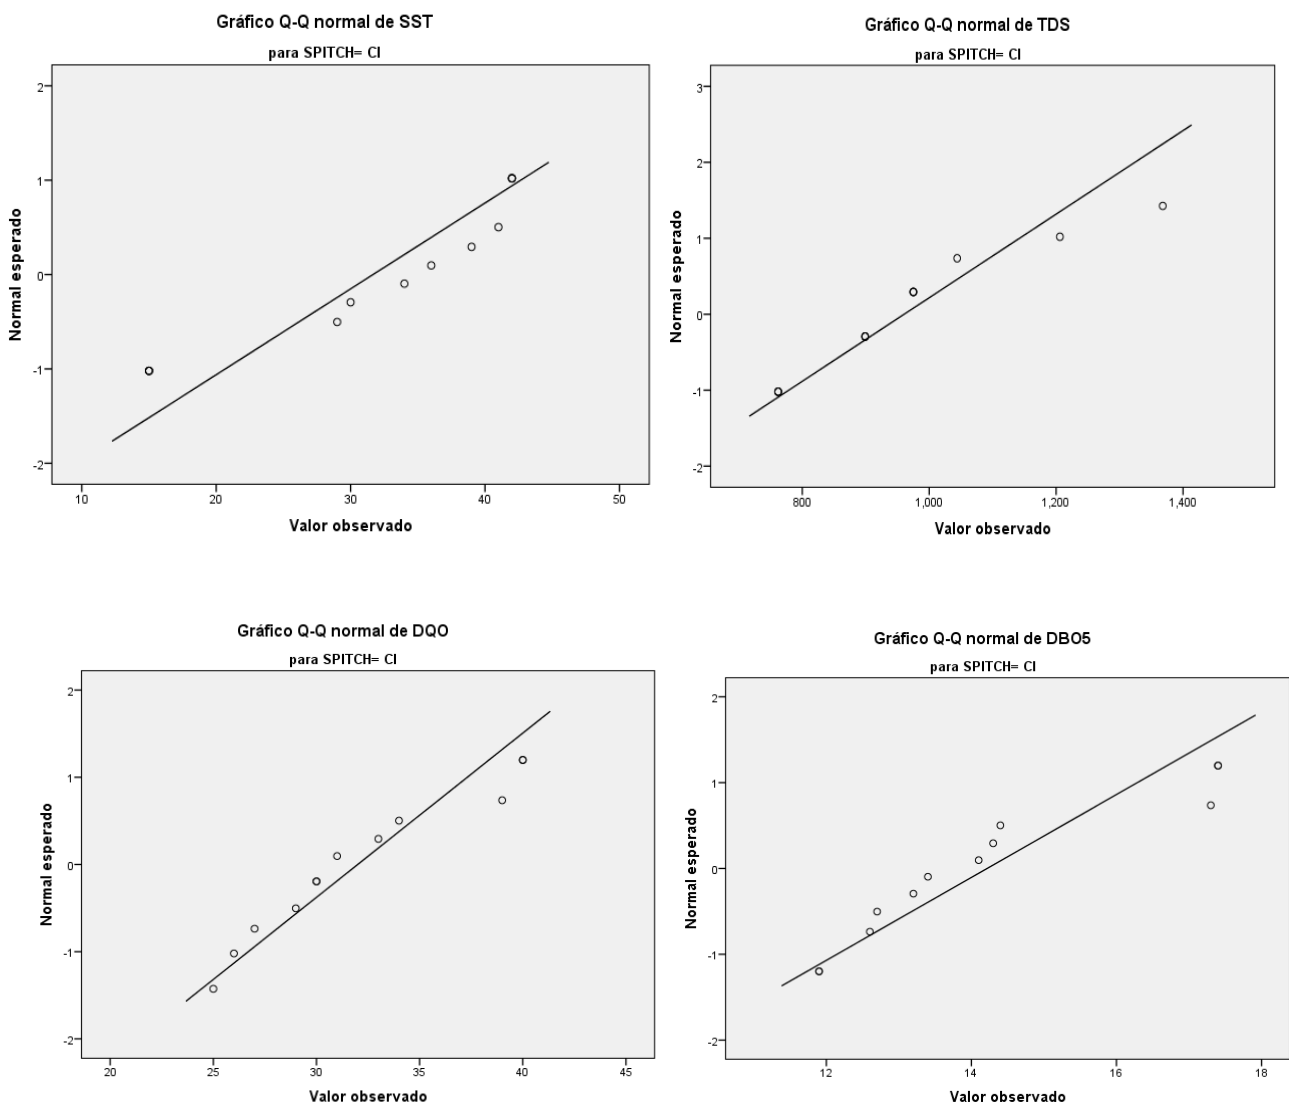 Gráfico Q-Q normal de SST
para SPITCH= CI
Normal esperado
2
1
0
-1
-2
10 20 30 40 50
Valor observado
Gráfico Q-Q normal de TDS
para SPITCH= CI
Normal esperado
3
2
1
0
-1
-2
800 1,000 1,200 1,400
Valor observado
Gráfico Q-Q normal de DQO
para SPITCH= CI
Normal esperado
2
1
0
-1
-2
20 25 30 35 40 45
Valor observado
Gráfico Q-Q normal de DBO5
para SPITCH= CI
Normal esperado
2
1
0
-1
-2
12 14 16 18
Valor observado